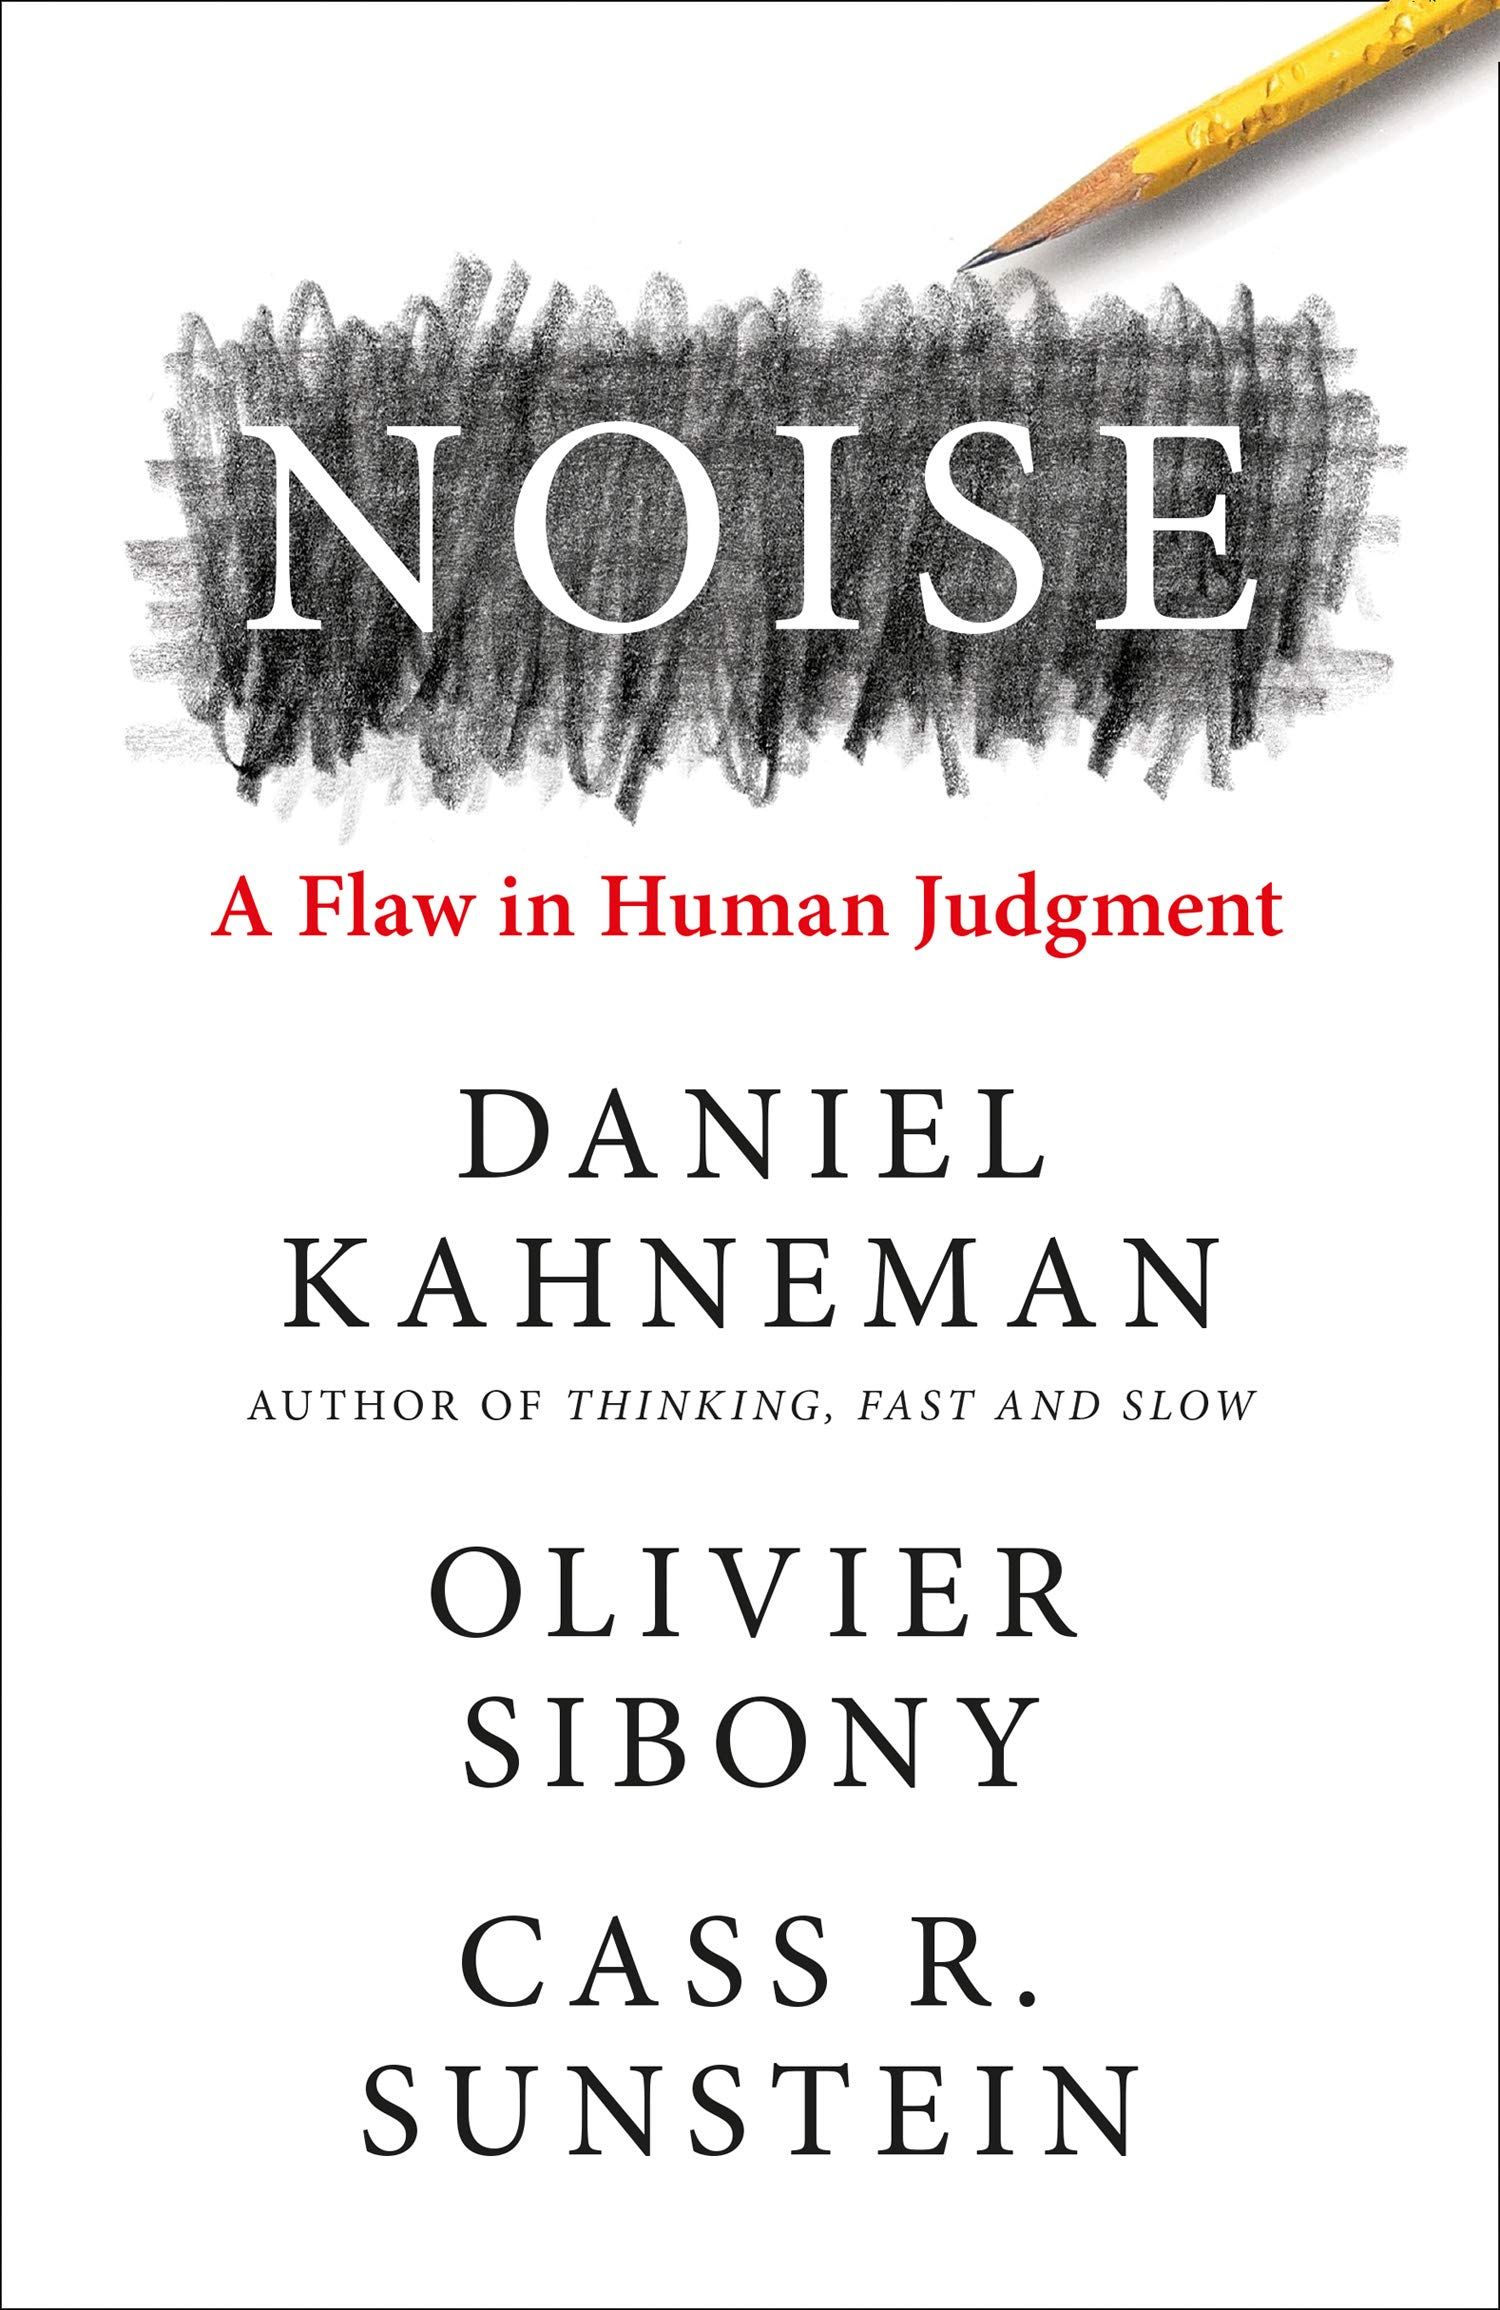 NOISE
A Flaw in Human Judgment
DANIEL
KAHNEMAN
AUTHOR OF THINKING, FAST AND SLOW
OLIVIER
SIBONY
CASS R.
SUNSTEIN